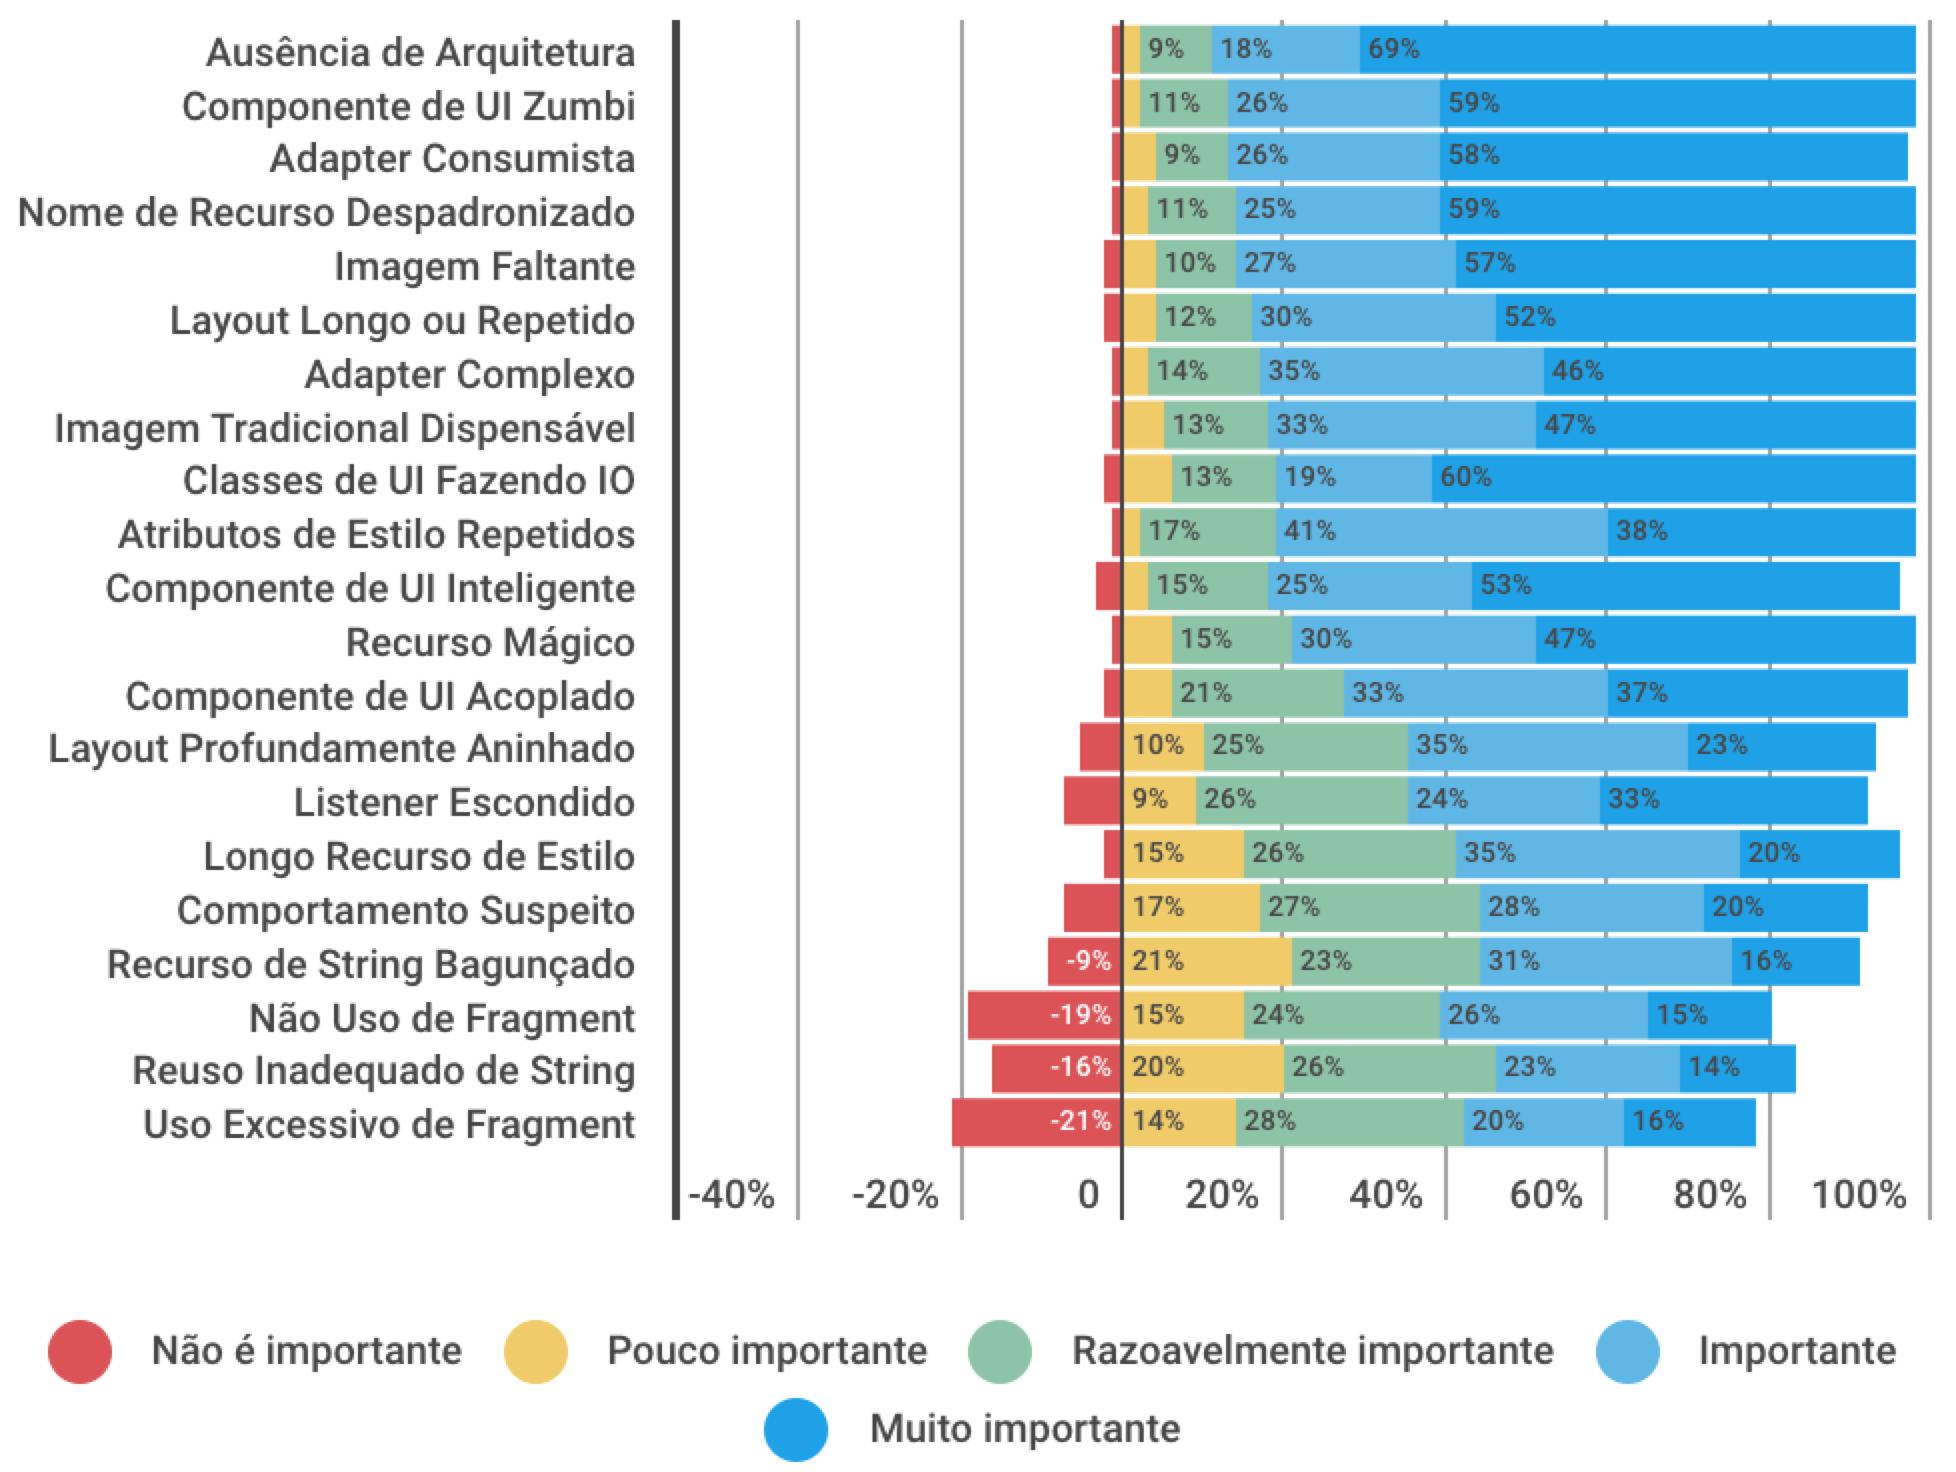 Ausência de Arquitetura 9% 18% 69%
Componente de UI Zumbi 11% 26% 59%
Adapter Consumista 9% 26% 58%
Nome de Recurso Despadronizado 11% 25% 59%
Imagem Faltante 10% 27% 57%
Layout Longo ou Repetido 12% 30% 52%
Adapter Complexo 14% 35% 46%
Imagem Tradicional Dispensável 13% 33% 47%
Classes de UI Fazendo IO 13% 19% 60%
Atributos de Estilo Repetidos 17% 41% 38%
Componente de UI Inteligente 15% 25% 53%
Recurso Mágico 15% 30% 47%
Componente de UI Acoplado 21% 33% 37%
Layout Profundamente Aninhado 10% 25% 35% 23%
Listener Escondido 9% 26% 24% 33%
Longo Recurso de Estilo 15% 26% 35% 20%
Comportamento Suspeito 17% 27% 28% 20%
Recurso de String Bagunçado -9% 21% 23% 31% 16%
Não Uso de Fragment -19% 15% 24% 26% 15%
Reuso Inadequado de String -16% 20% 26% 23% 14%
Uso Excessivo de Fragment -21% 14% 28% 20% 16%
-40% -20% 0 20% 40% 60% 80% 100%
Não é importante Pouco importante Razoavelmente importante Importante
Muito importante